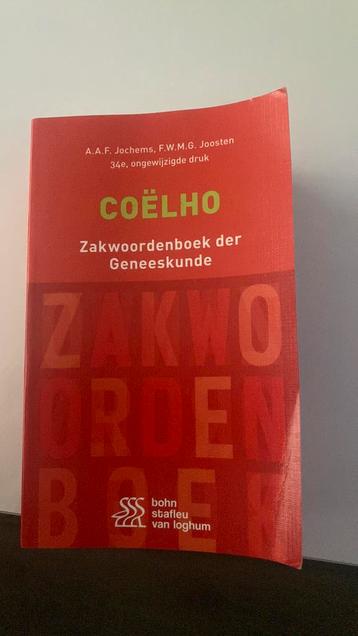 A.A.F. Jochems, F.W.M.G. Joosten
34e, ongewijzigde druk
COËLHO
Zakwoordenboek der
Geneeskunde
ZAKWO
ORDEN
BOEK
bohn
stafleu
van loghum